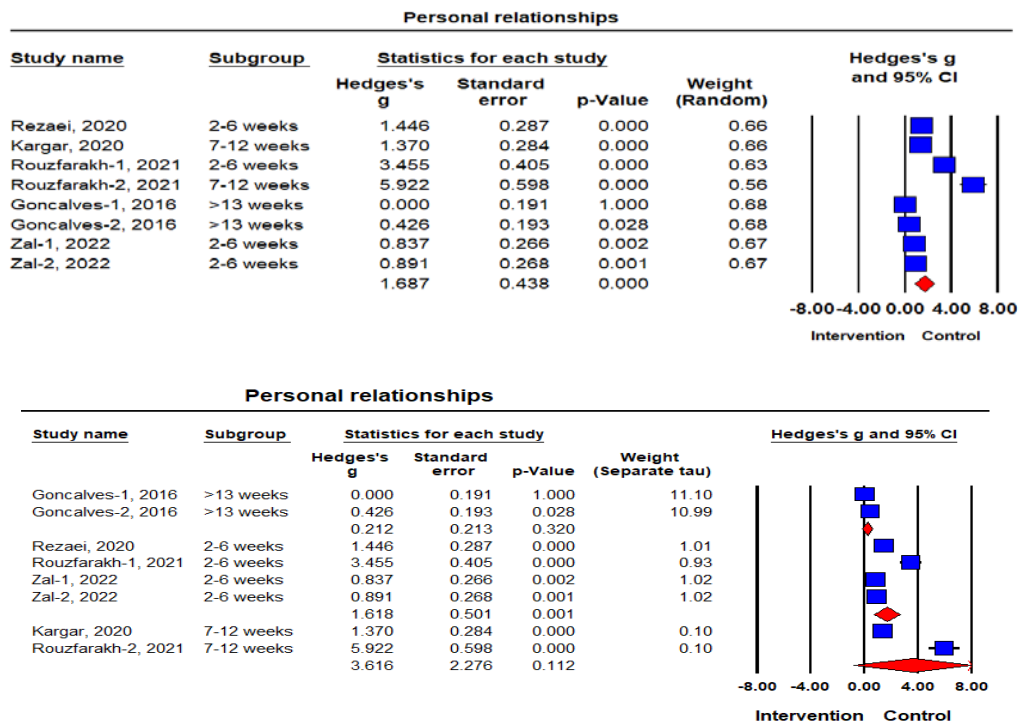 Personal relationships
Study name Subgroup Statistics for each study Hedges's g
and 95% CI
Hedges's Standard Weight
g error p-Value (Random)
Rezaei, 2020 2-6 weeks 1.446 0.287 0.000 0.66
Kargar, 2020 7-12 weeks 1.370 0.284 0.000 0.66
Rouzfarakh-1, 2021 2-6 weeks 3.455 0.405 0.000 0.63
Rouzfarakh-2, 2021 7-12 weeks 5.922 0.598 0.000 0.56
Goncalves-1, 2016 >13 weeks 0.000 0.191 1.000 0.68
Goncalves-2, 2016 >13 weeks 0.426 0.193 0.028 0.68
Zal-1, 2022 2-6 weeks 0.837 0.266 0.002 0.67
Zal-2, 2022 2-6 weeks 0.891 0.268 0.001 0.67
1.687 0.438 0.000
-8.00 -4.00 0.00 4.00 8.00
Intervention Control
Personal relationships
Study name Subgroup Statistics for each study Hedges's g and 95% CI
Hedges's Standard Weight
g error p-Value (Separate tau)
Goncalves-1, 2016 >13 weeks 0.000 0.191 1.000 11.10
Goncalves-2, 2016 >13 weeks 0.426 0.193 0.028 10.99
0.212 0.213 0.320
Rezaei, 2020 2-6 weeks 1.446 0.287 0.000 1.01
Rouzfarakh-1, 2021 2-6 weeks 3.455 0.405 0.000 0.93
Zal-1, 2022 2-6 weeks 0.837 0.266 0.002 1.02
Zal-2, 2022 2-6 weeks 0.891 0.268 0.001 1.02
1.618 0.501 0.001
Kargar, 2020 7-12 weeks 1.370 0.284 0.000 0.10
Rouzfarakh-2, 2021 7-12 weeks 5.922 0.598 0.000 0.10
3.616 2.276 0.112
-8.00 -4.00 0.00 4.00 8.00
Intervention Control